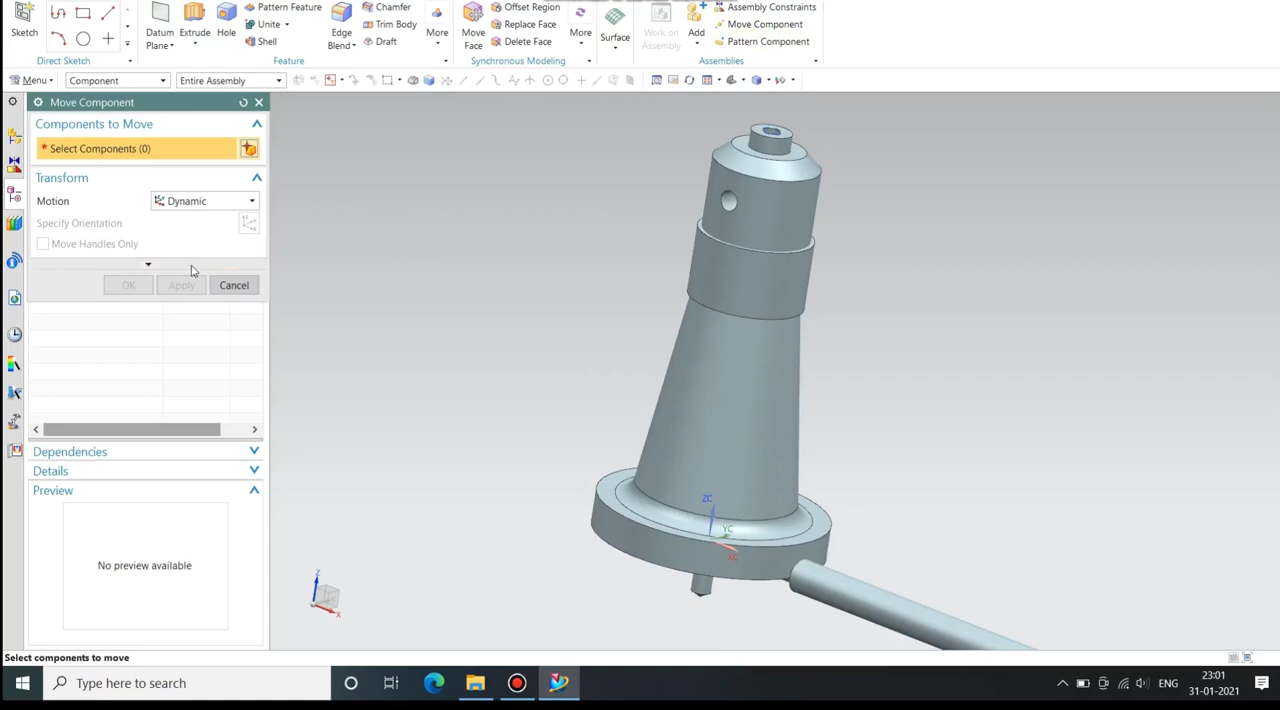 Sketch
Direct Sketch
Datum Plane
Extrude
Hole
Pattern Feature
Unite
Shell
Edge Blend
Chamfer
Trim Body
Draft
More
Feature
Move Face
Offset Region
Replace Face
Delete Face
More
Synchronous Modeling
Surface
Work on Assembly
Add
Assembly Constraints
Move Component
Pattern Component
Assemblies
Menu
Component
Entire Assembly
Move Component
Components to Move
* Select Components (0)
Transform
Motion
Dynamic
Specify Orientation
Move Handles Only
OK
Apply
Cancel
Dependencies
Details
Preview
No preview available
ZC
YC
XC
Z
X
Select components to move
Type here to search
ENG
23:01
31-01-2021